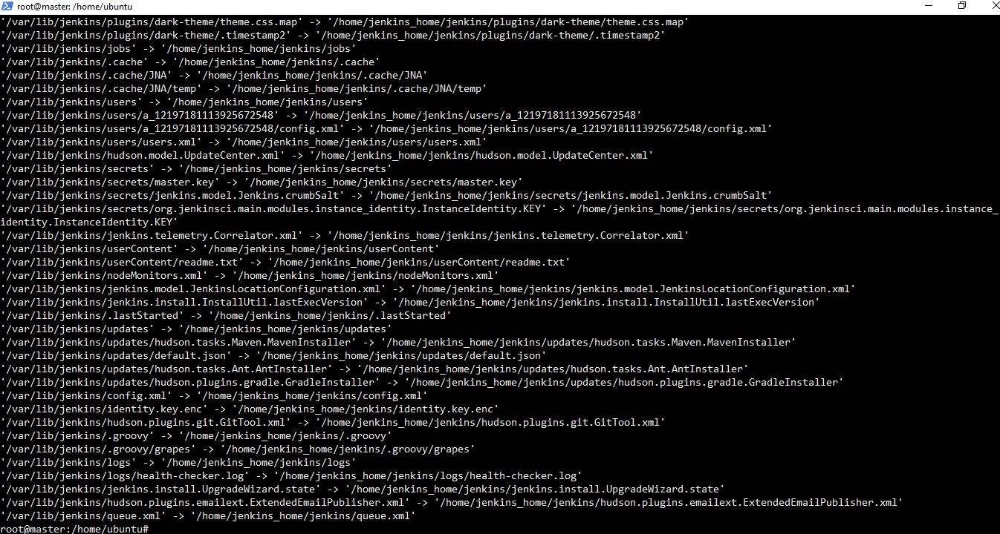 root@master: /home/ubuntu
'/var/lib/jenkins/plugins/dark-theme/theme.css.map' -> '/home/jenkins_home/jenkins/plugins/dark-theme/theme.css.map'
'/var/lib/jenkins/plugins/dark-theme/.timestamp2' -> '/home/jenkins_home/jenkins/plugins/dark-theme/.timestamp2'
'/var/lib/jenkins/jobs' -> '/home/jenkins_home/jenkins/jobs'
'/var/lib/jenkins/.cache' -> '/home/jenkins_home/jenkins/.cache'
'/var/lib/jenkins/.cache/JNA' -> '/home/jenkins_home/jenkins/.cache/JNA'
'/var/lib/jenkins/.cache/JNA/temp' -> '/home/jenkins_home/jenkins/.cache/JNA/temp'
'/var/lib/jenkins/users' -> '/home/jenkins_home/jenkins/users'
'/var/lib/jenkins/users/a_12197181113925672548' -> '/home/jenkins_home/jenkins/users/a_12197181113925672548'
'/var/lib/jenkins/users/a_12197181113925672548/config.xml' -> '/home/jenkins_home/jenkins/users/a_12197181113925672548/config.xml'
'/var/lib/jenkins/users/users.xml' -> '/home/jenkins_home/jenkins/users/users.xml'
'/var/lib/jenkins/hudson.model.UpdateCenter.xml' -> '/home/jenkins_home/jenkins/hudson.model.UpdateCenter.xml'
'/var/lib/jenkins/secrets' -> '/home/jenkins_home/jenkins/secrets'
'/var/lib/jenkins/secrets/master.key' -> '/home/jenkins_home/jenkins/secrets/master.key'
'/var/lib/jenkins/secrets/jenkins.model.Jenkins.crumbSalt' -> '/home/jenkins_home/jenkins/secrets/jenkins.model.Jenkins.crumbSalt'
'/var/lib/jenkins/secrets/org.jenkinsci.main.modules.instance_identity.InstanceIdentity.KEY' -> '/home/jenkins_home/jenkins/secrets/org.jenkinsci.main.modules.instance_
identity.InstanceIdentity.KEY'
'/var/lib/jenkins/jenkins.telemetry.Correlator.xml' -> '/home/jenkins_home/jenkins/jenkins.telemetry.Correlator.xml'
'/var/lib/jenkins/userContent' -> '/home/jenkins_home/jenkins/userContent'
'/var/lib/jenkins/userContent/readme.txt' -> '/home/jenkins_home/jenkins/userContent/readme.txt'
'/var/lib/jenkins/nodeMonitors.xml' -> '/home/jenkins_home/jenkins/nodeMonitors.xml'
'/var/lib/jenkins/jenkins.model.JenkinsLocationConfiguration.xml' -> '/home/jenkins_home/jenkins/jenkins.model.JenkinsLocationConfiguration.xml'
'/var/lib/jenkins/jenkins.install.InstallUtil.lastExecVersion' -> '/home/jenkins_home/jenkins/jenkins.install.InstallUtil.lastExecVersion'
'/var/lib/jenkins/.lastStarted' -> '/home/jenkins_home/jenkins/.lastStarted'
'/var/lib/jenkins/updates' -> '/home/jenkins_home/jenkins/updates'
'/var/lib/jenkins/updates/hudson.tasks.Maven.MavenInstaller' -> '/home/jenkins_home/jenkins/updates/hudson.tasks.Maven.MavenInstaller'
'/var/lib/jenkins/updates/default.json' -> '/home/jenkins_home/jenkins/updates/default.json'
'/var/lib/jenkins/updates/hudson.tasks.Ant.AntInstaller' -> '/home/jenkins_home/jenkins/updates/hudson.tasks.Ant.AntInstaller'
'/var/lib/jenkins/updates/hudson.plugins.gradle.GradleInstaller' -> '/home/jenkins_home/jenkins/updates/hudson.plugins.gradle.GradleInstaller'
'/var/lib/jenkins/config.xml' -> '/home/jenkins_home/jenkins/config.xml'
'/var/lib/jenkins/identity.key.enc' -> '/home/jenkins_home/jenkins/identity.key.enc'
'/var/lib/jenkins/hudson.plugins.git.GitTool.xml' -> '/home/jenkins_home/jenkins/hudson.plugins.git.GitTool.xml'
'/var/lib/jenkins/.groovy' -> '/home/jenkins_home/jenkins/.groovy'
'/var/lib/jenkins/.groovy/grapes' -> '/home/jenkins_home/jenkins/.groovy/grapes'
'/var/lib/jenkins/logs' -> '/home/jenkins_home/jenkins/logs'
'/var/lib/jenkins/logs/health-checker.log' -> '/home/jenkins_home/jenkins/logs/health-checker.log'
'/var/lib/jenkins/jenkins.install.UpgradeWizard.state' -> '/home/jenkins_home/jenkins/jenkins.install.UpgradeWizard.state'
'/var/lib/jenkins/hudson.plugins.emailext.ExtendedEmailPublisher.xml' -> '/home/jenkins_home/jenkins/hudson.plugins.emailext.ExtendedEmailPublisher.xml'
'/var/lib/jenkins/queue.xml' -> '/home/jenkins_home/jenkins/queue.xml'
root@master:/home/ubuntu#